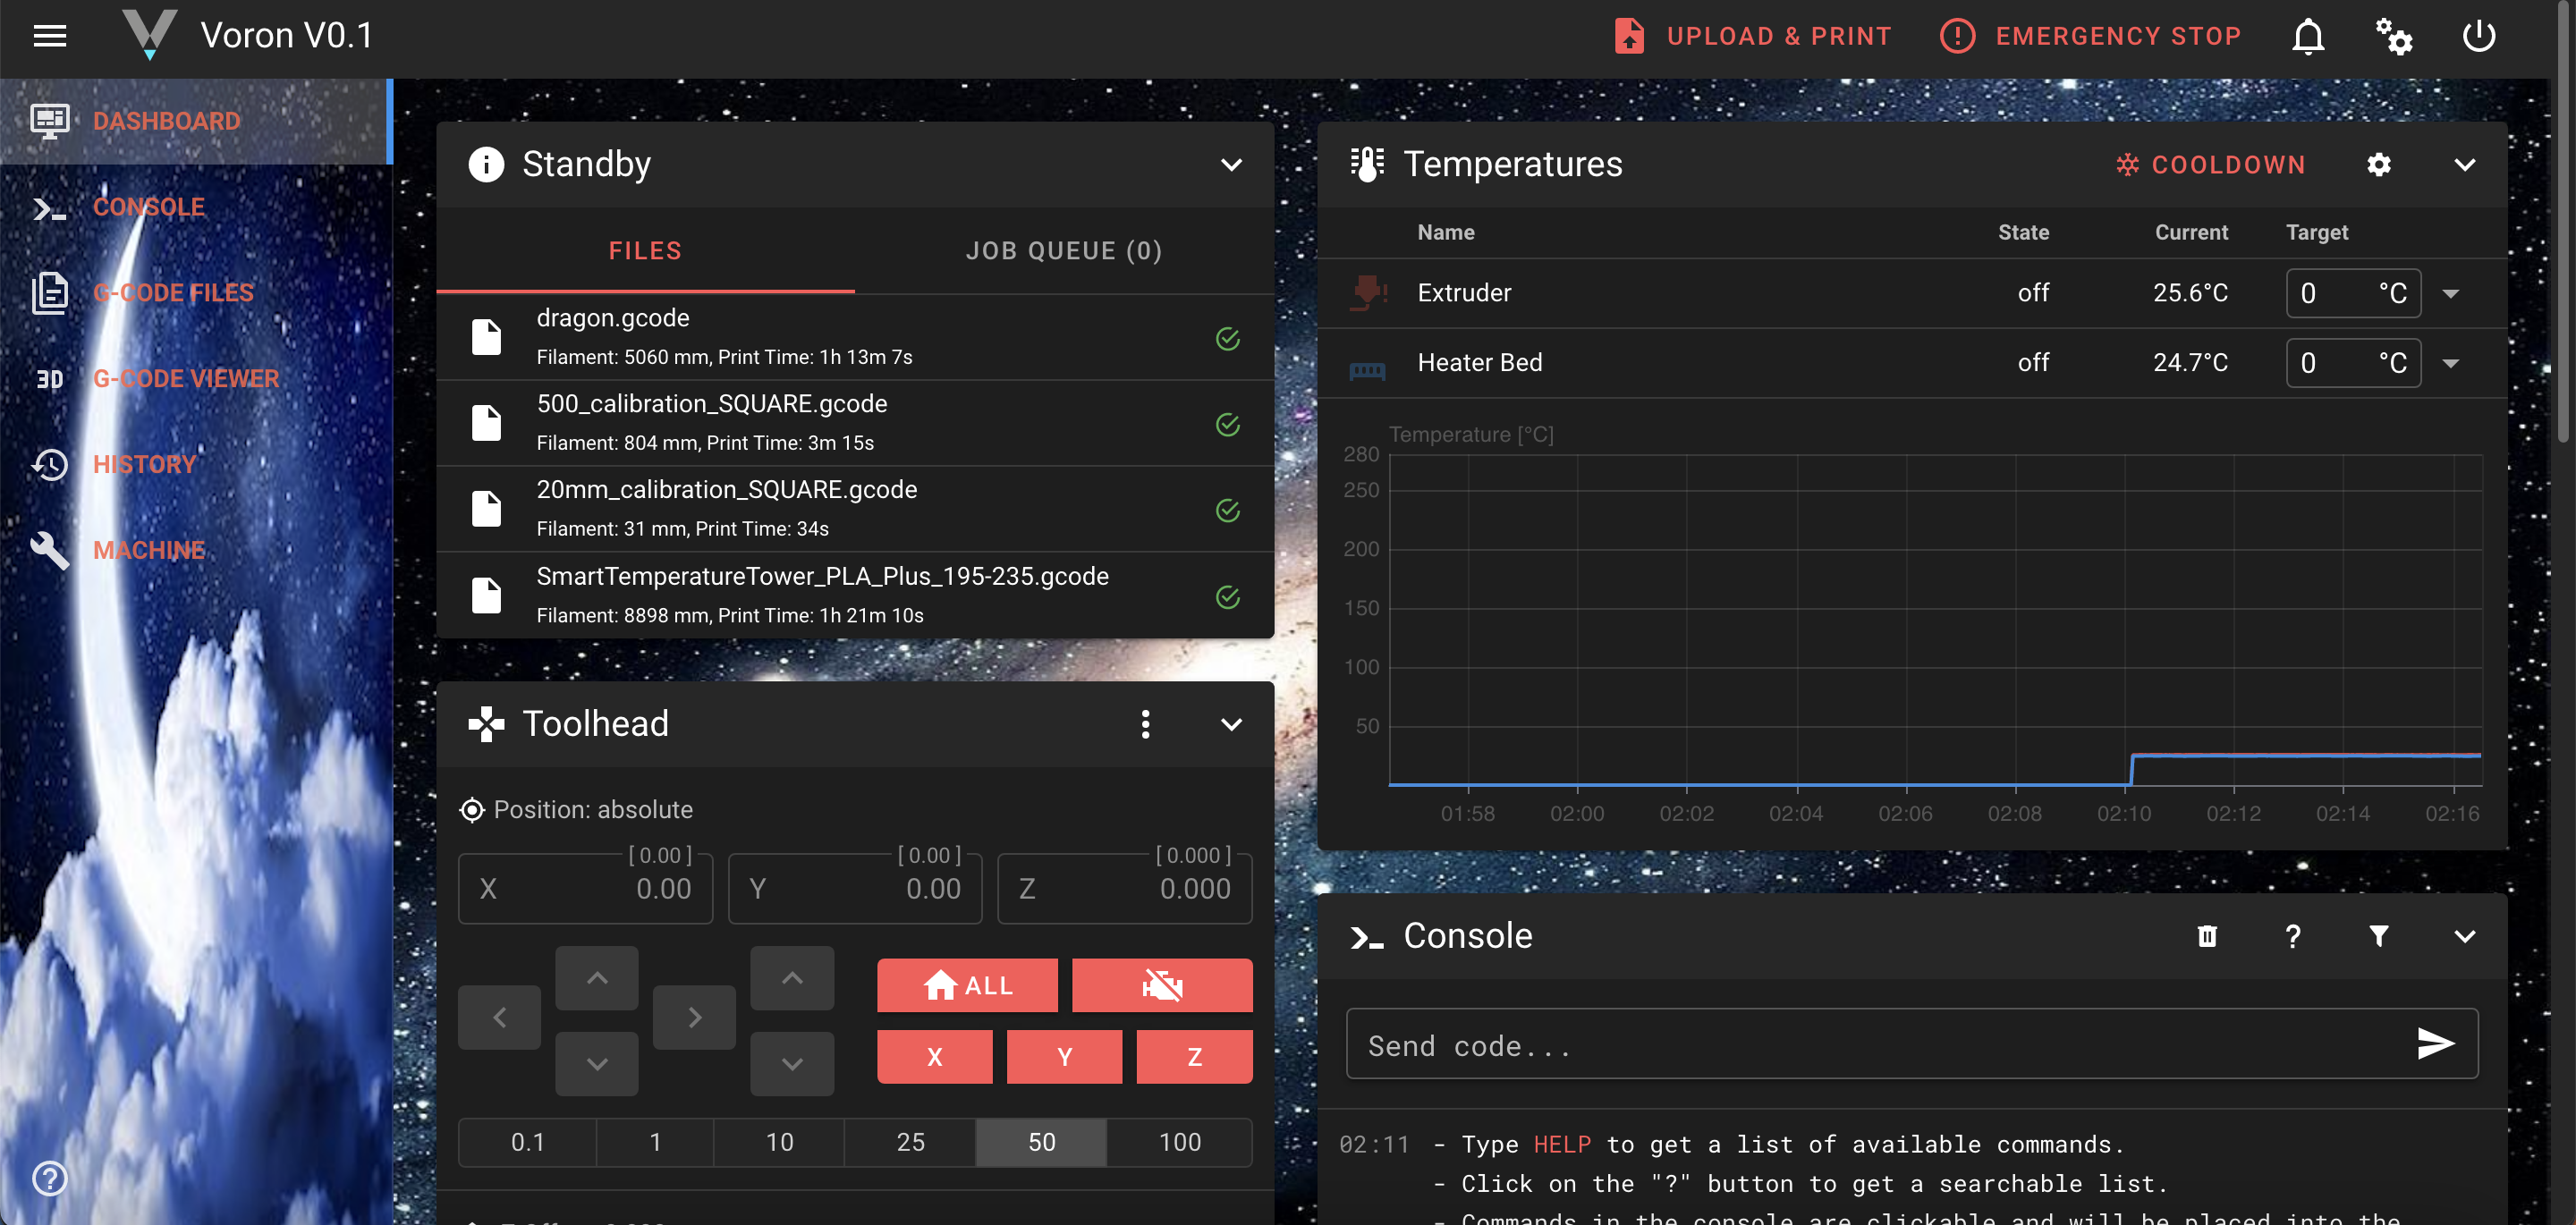 Voron V0.1
UPLOAD & PRINT
EMERGENCY STOP
DASHBOARD
CONSOLE
G-CODE FILES
3D G-CODE VIEWER
HISTORY
MACHINE
Standby
FILES
JOB QUEUE (0)
dragon.gcode
Filament: 5060 mm, Print Time: 1h 13m 7s
500_calibration_SQUARE.gcode
Filament: 804 mm, Print Time: 3m 15s
20mm_calibration_SQUARE.gcode
Filament: 31 mm, Print Time: 34s
SmartTemperatureTower_PLA_Plus_195-235.gcode
Filament: 8898 mm, Print Time: 1h 21m 10s
Toolhead
Position: absolute
[ 0.00 ] [ 0.00 ] [ 0.000 ]
X 0.00 Y 0.00 Z 0.000
ALL
X Y Z
0.1 1 10 25 50 100
Temperatures
COOLDOWN
Name State Current Target
Extruder off 25.6°C 0 °C
Heater Bed off 24.7°C 0 °C
Temperature [°C]
280
250
200
150
100
50
01:58 02:00 02:02 02:04 02:06 02:08 02:10 02:12 02:14 02:16
Console
?
Send code...
02:11 - Type HELP to get a list of available commands.
- Click on the "?" button to get a searchable list.
- Commands in the console are clickable and will be placed into the